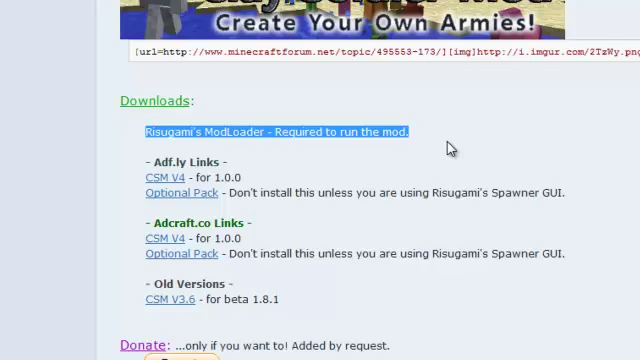 Create Your Own Armies!
[url=http://www.minecraftforum.net/topic/495553-173/][img]http://i.imgur.com/2TzWy.png
Downloads:
Risugami's ModLoader - Required to run the mod.
- Adf.ly Links -
CSM V4 - for 1.0.0
Optional Pack - Don't install this unless you are using Risugami's Spawner GUI.
- Adcraft.co Links -
CSM V4 - for 1.0.0
Optional Pack - Don't install this unless you are using Risugami's Spawner GUI.
- Old Versions -
CSM V3.6 - for beta 1.8.1
Donate: ...only if you want to! Added by request.